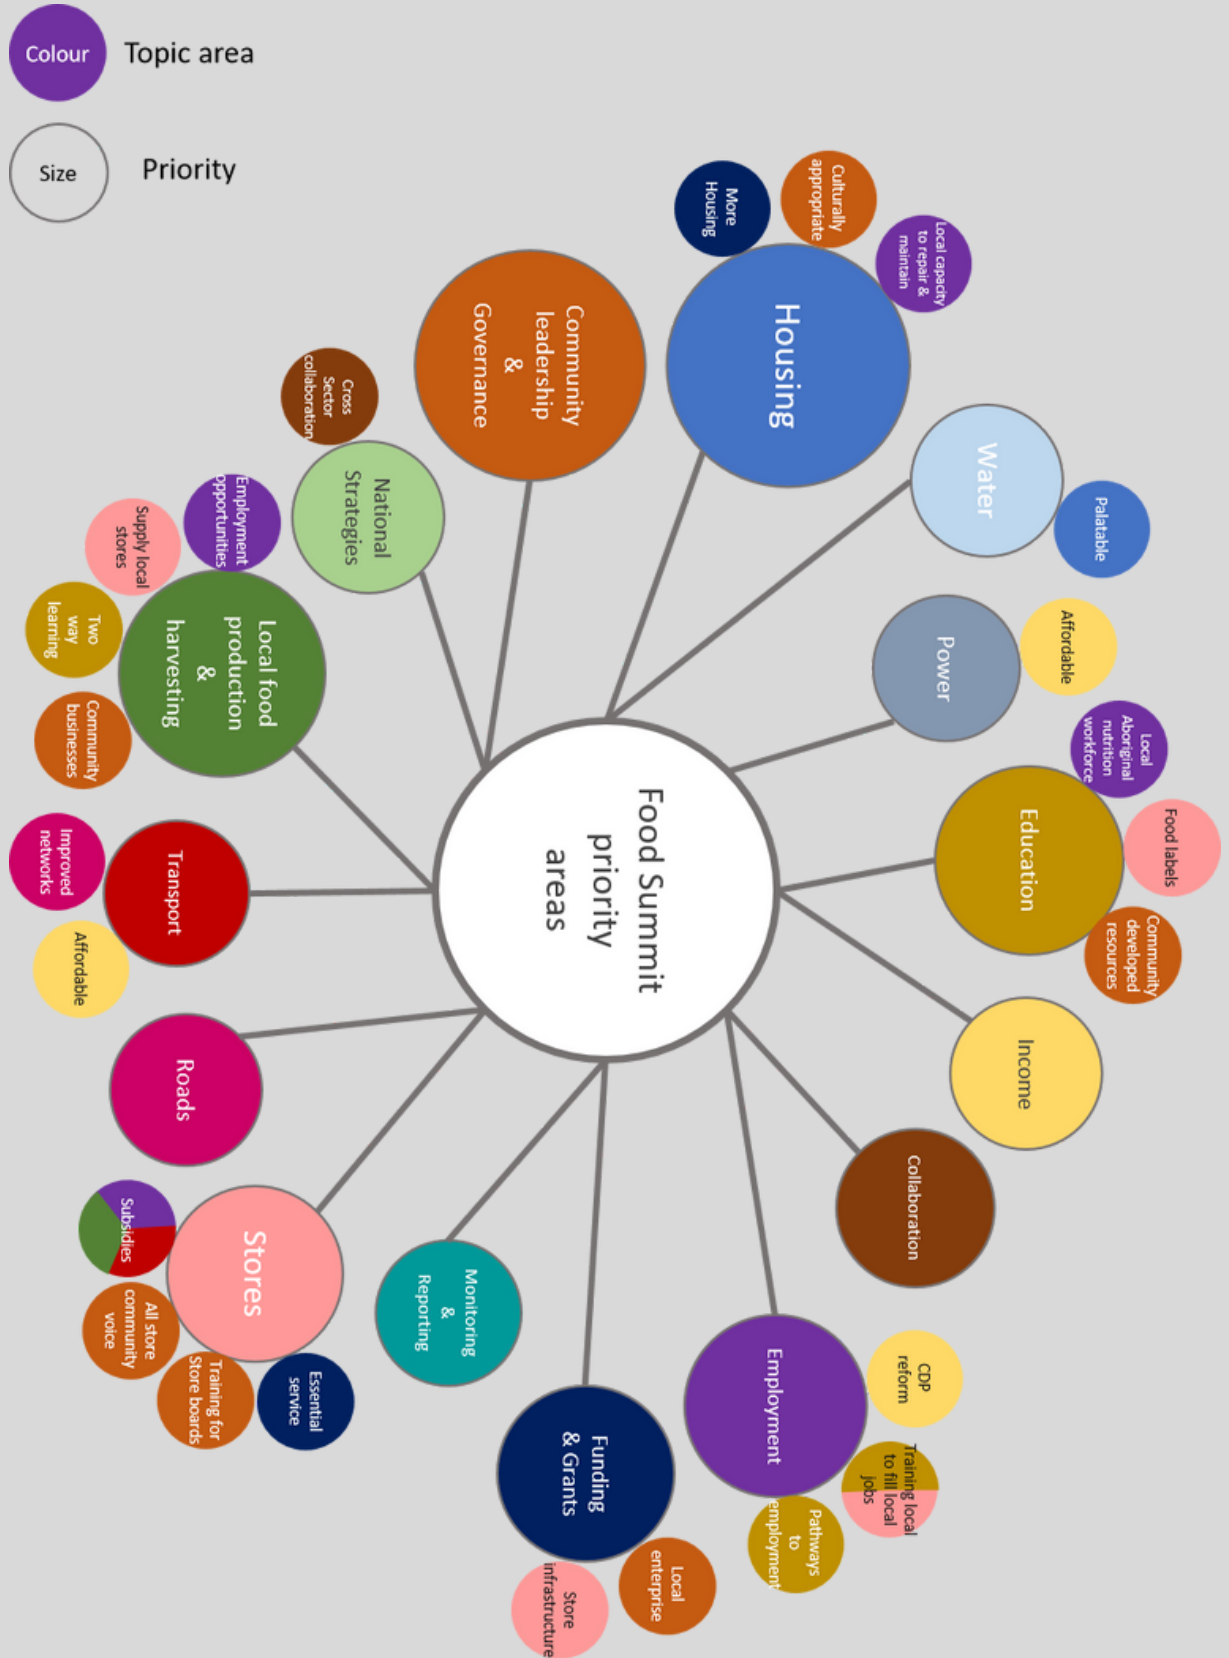 Colour
Topic area
Size
Priority
Food Summit
priority
areas
Housing
More
Housing
Culturally
appropriate
Local capacity
to repair &
maintain
Water
Palatable
Power
Affordable
Education
Local
Aboriginal
nutrition
workforce
Food labels
Community
developed
resources
Income
Collaboration
Employment
CDP
reform
Training local
to fill local
jobs
Pathways
to
employment
Funding
& Grants
Local
enterprise
Store
infrastructure
Monitoring
&
Reporting
Stores
Essential
service
Training for
Store boards
All store
community
voice
Subsidies
Roads
Transport
Affordable
Improved
networks
Local food
production
&
harvesting
Community
businesses
Two
way
learning
Supply local
stores
Employment
opportunities
National
Strategies
Cross
Sector
collaboration
Community
leadership
&
Governance